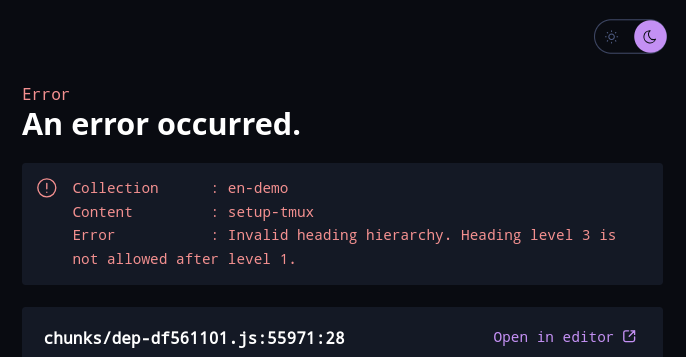 Error
An error occurred.
Collection      : en-demo
Content         : setup-tmux
Error           : Invalid heading hierarchy. Heading level 3 is
not allowed after level 1.
chunks/dep-df561101.js:55971:28
Open in editor